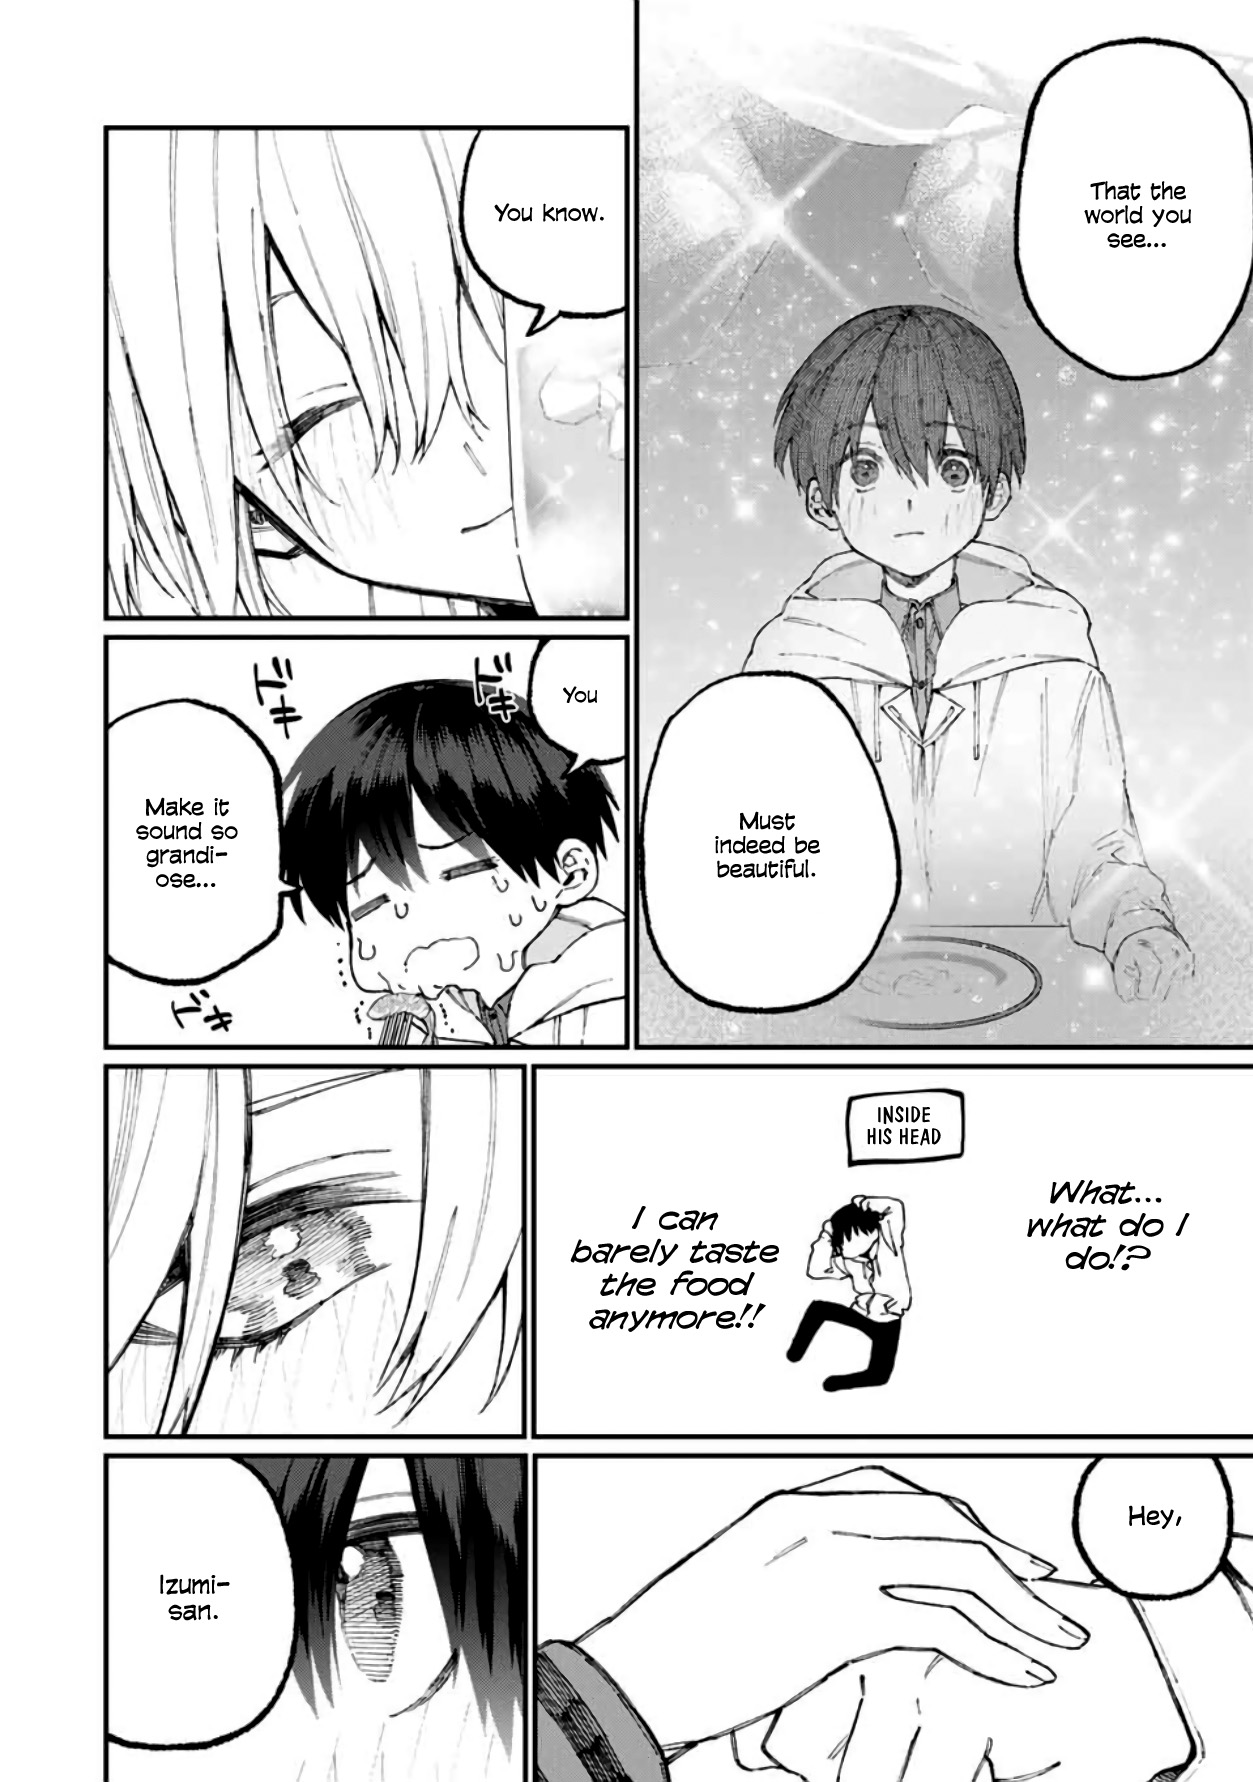 That the
world you
see...
Must
indeed be
beautiful.
You know.
You
ドキ
ドキ
Make it
sound so
grandi-
ose...
ドキ
What...
what do I
do!?
INSIDE
HIS HEAD
I can
barely taste
the food
anymore!!
Hey,
Izumi-
san.